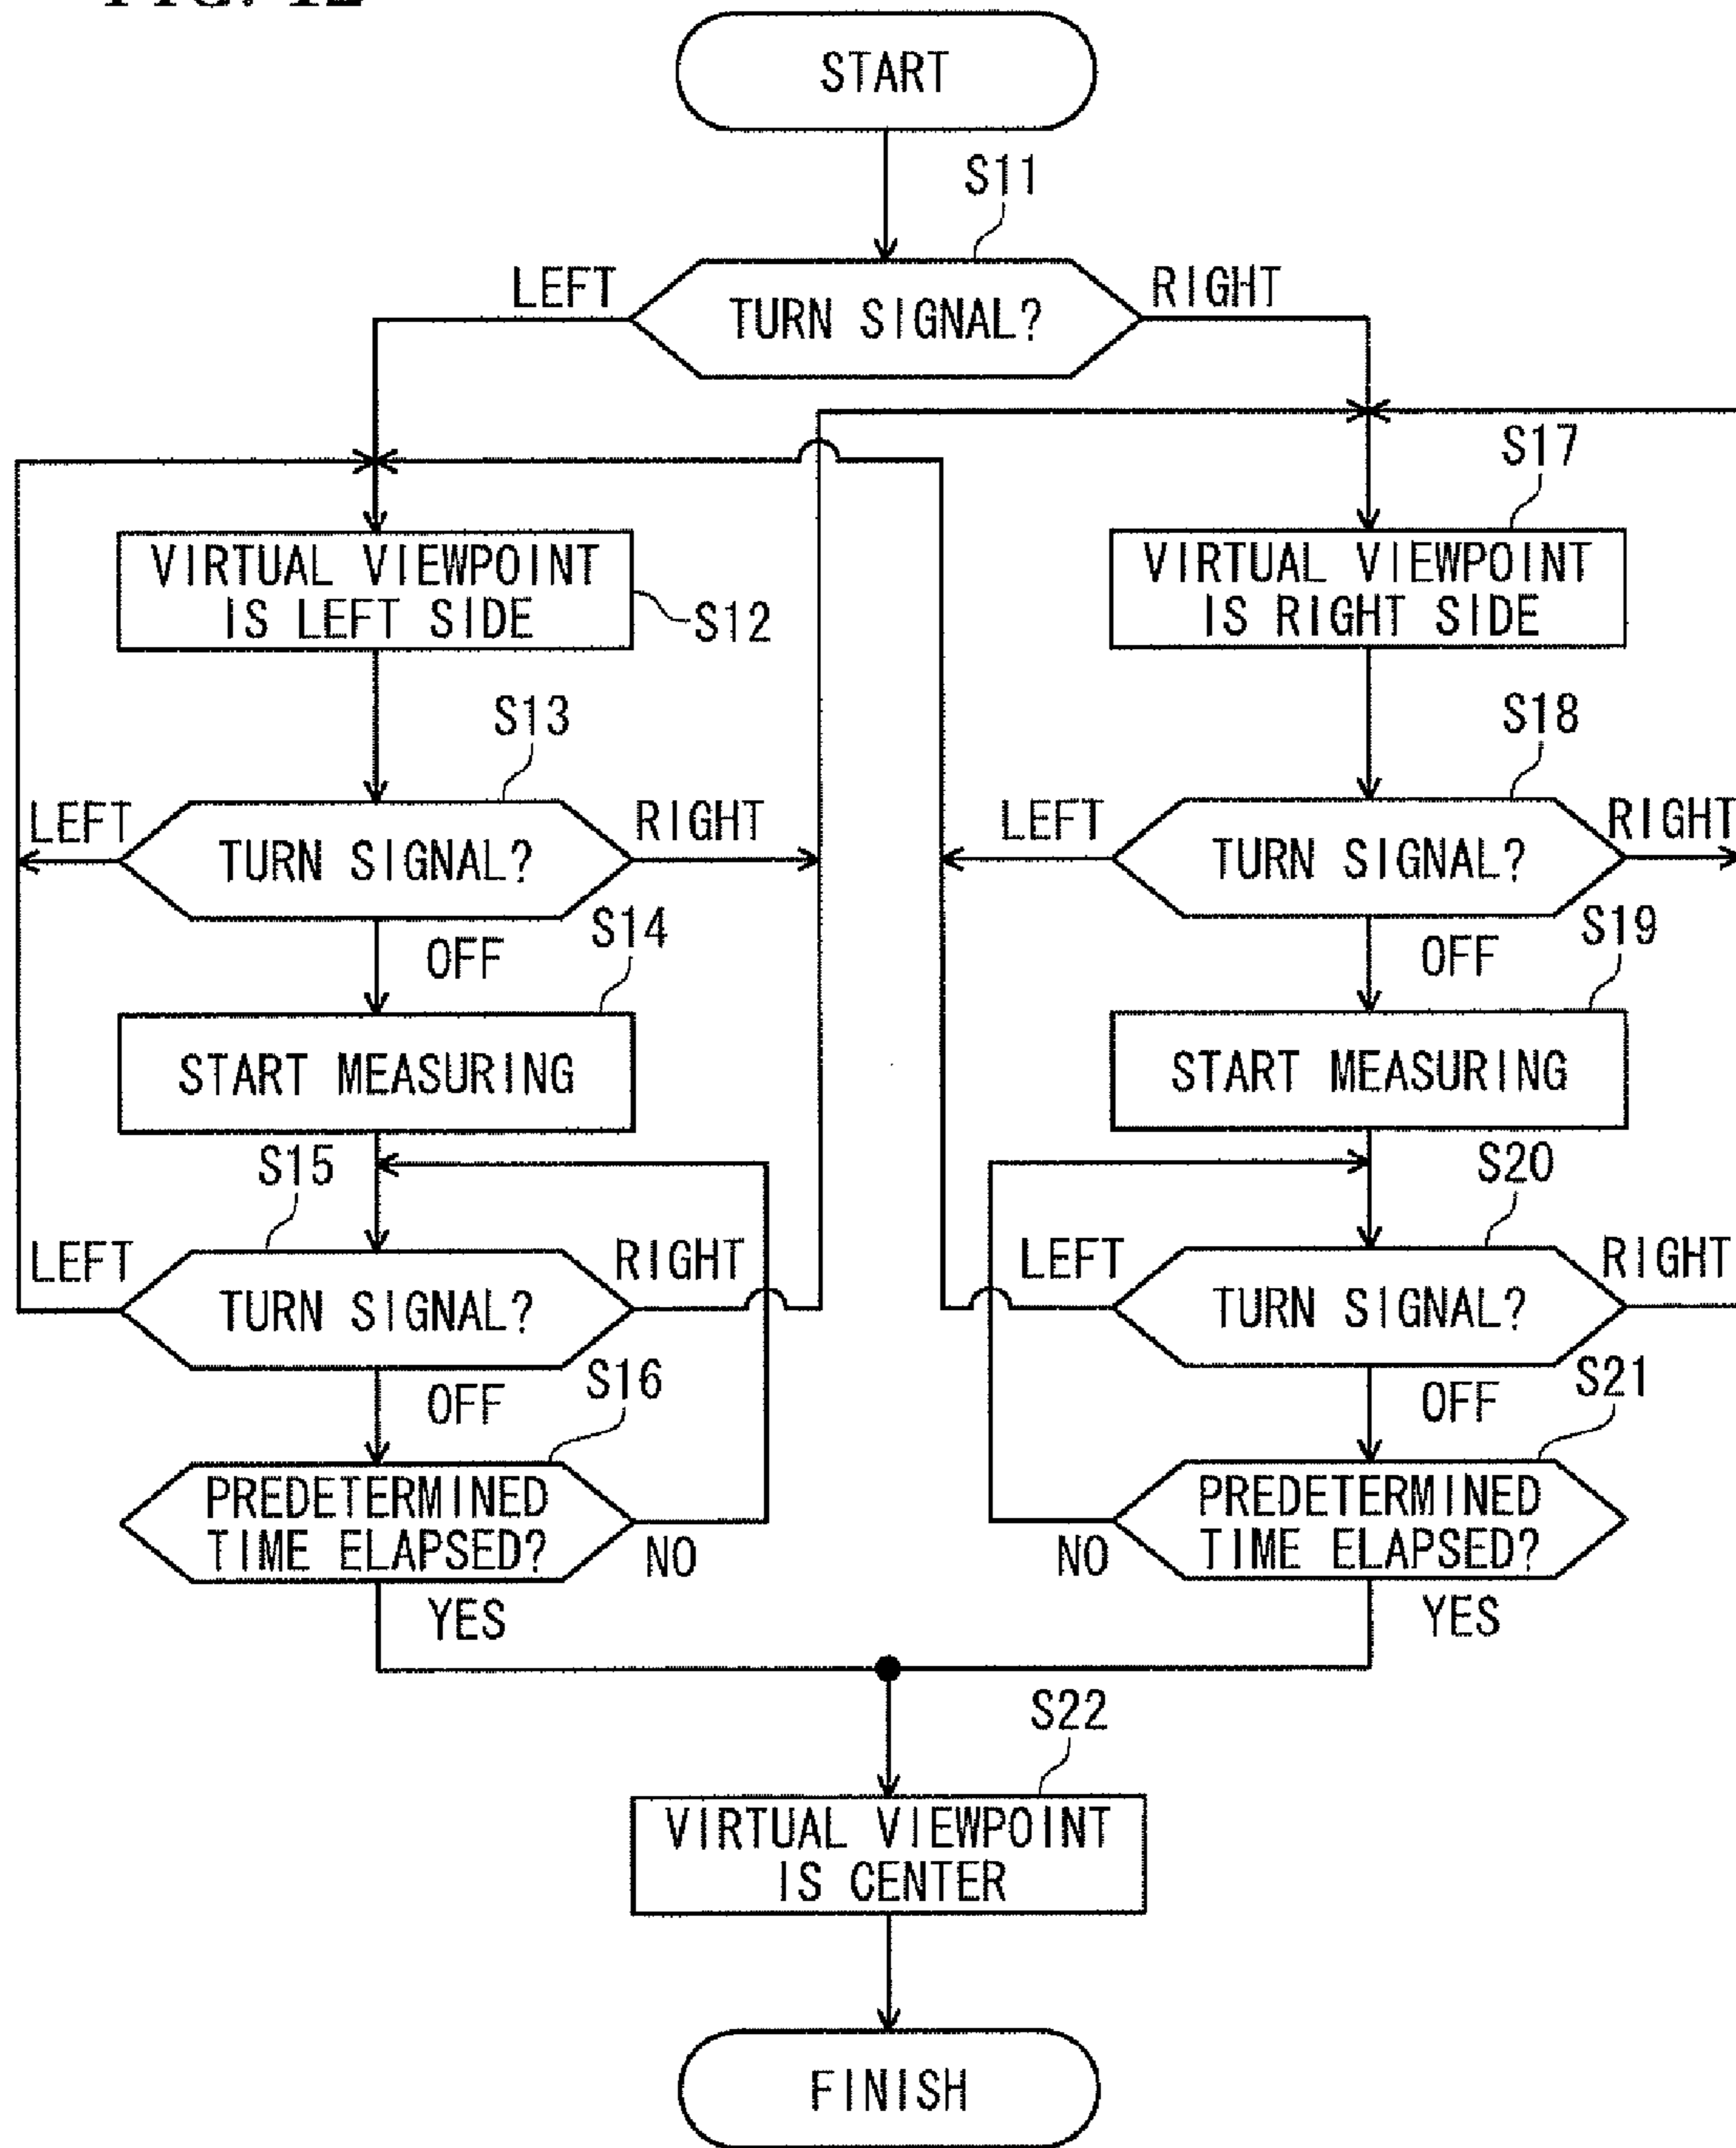 FIG. 12
START
S11
LEFT
RIGHT
TURN SIGNAL?
S17
VIRTUAL VIEWPOINT
IS LEFT SIDE
S12
VIRTUAL VIEWPOINT
IS RIGHT SIDE
S13
S18
LEFT
RIGHT
LEFT
RIGHT
TURN SIGNAL?
TURN SIGNAL?
S14
S19
OFF
OFF
START MEASURING
START MEASURING
S15
S20
LEFT
RIGHT
LEFT
RIGHT
TURN SIGNAL?
TURN SIGNAL?
S16
S21
OFF
OFF
PREDETERMINED
TIME ELAPSED?
NO
NO
PREDETERMINED
TIME ELAPSED?
YES
YES
S22
VIRTUAL VIEWPOINT
IS CENTER
FINISH